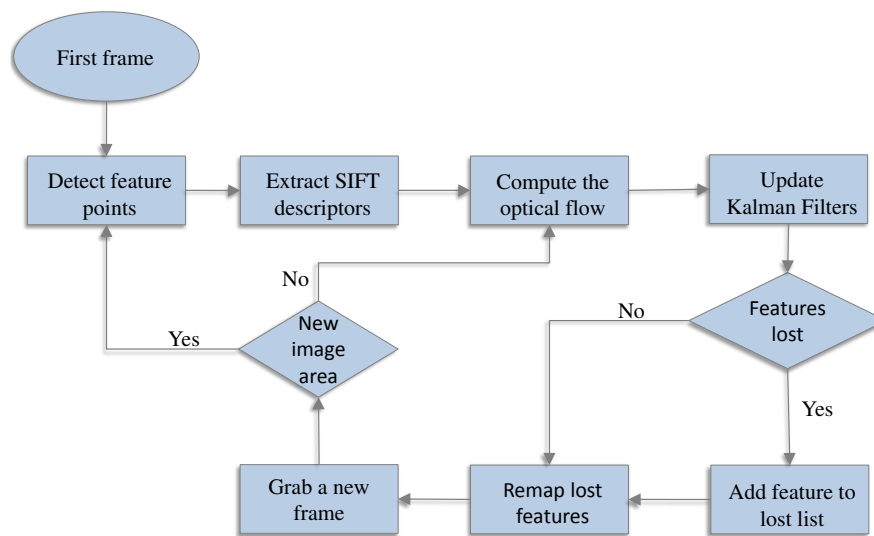 First frame
Detect feature
points
Extract SIFT
descriptors
Compute the
optical flow
Update
Kalman Filters
No
New
image
area
Yes
No
Features
lost
Yes
Grab a new
frame
Remap lost
features
Add feature to
lost list